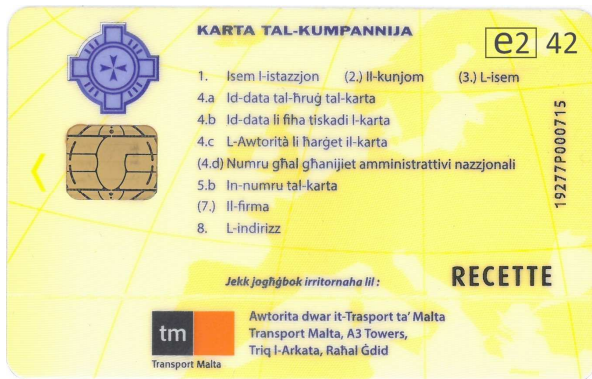 KARTA TAL-KUMPANNIJA
e2 42
1. Isem l-istazzjon (2.) Il-kunjom (3.) L-isem
4.a Id-data tal-ħruġ tal-karta
4.b Id-data li fiha tiskadi l-karta
4.c L-Awtorità li ħarġet il-karta
(4.d) Numru għal għanijiet amministrattivi nazzjonali
5.b In-numru tal-karta
(7.) Il-firma
8. L-indirizz
19277P000715
Jekk jogħġbok irritornaha lil :
RECETTE
tm
Transport Malta
Awtorita dwar it-Trasport ta' Malta
Transport Malta, A3 Towers,
Triq l-Arkata, Raħal Ġdid